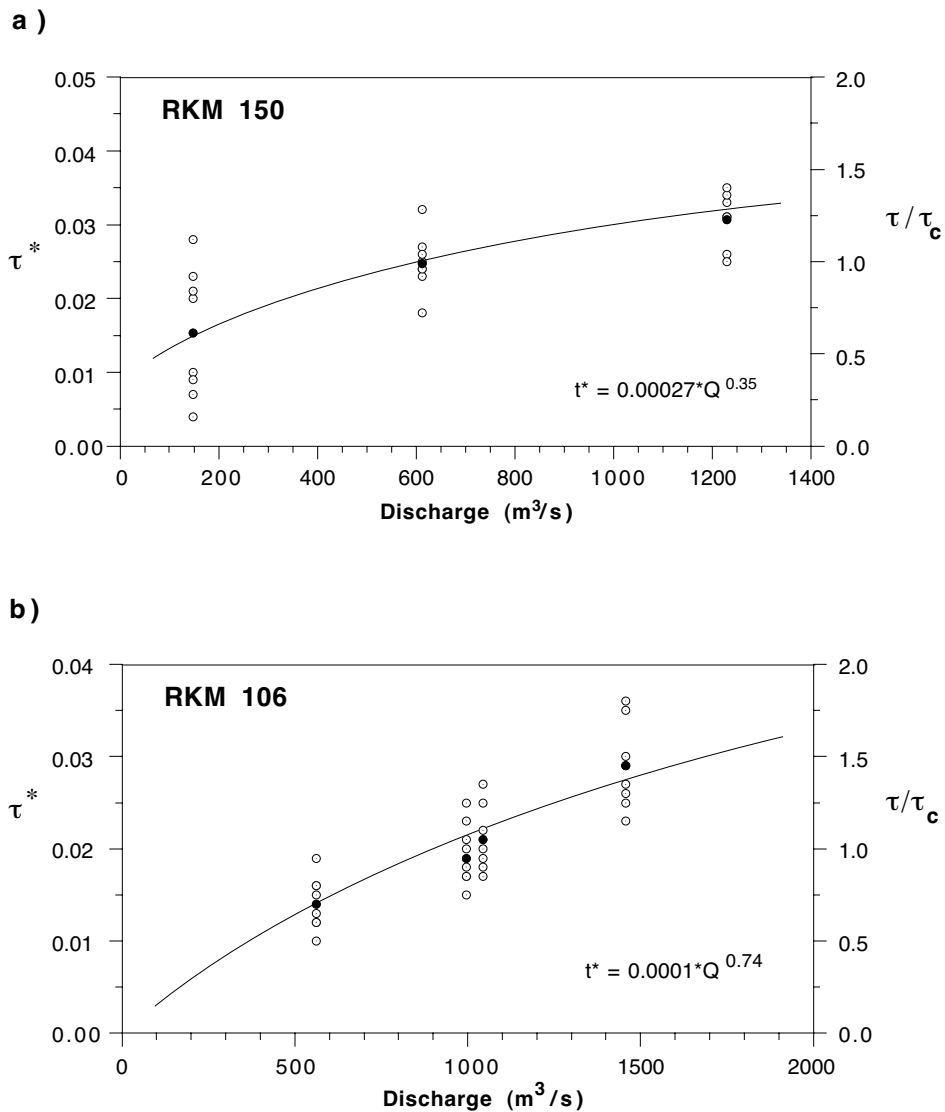 a )
RKM 150
0.05
0.04
0.03
0.02
0.01
0.00
τ*
2.0
1.5
1.0
0.5
0.0
τ/τc
t* = 0.00027*Q 0.35
0 200 400 600 800 1000 1200 1400
Discharge (m3/s)
b )
RKM 106
0.04
0.03
0.02
0.01
0.00
τ*
2.0
1.5
1.0
0.5
0.0
τ/τc
t* = 0.0001*Q 0.74
0 500 1000 1500 2000
Discharge (m3/s)